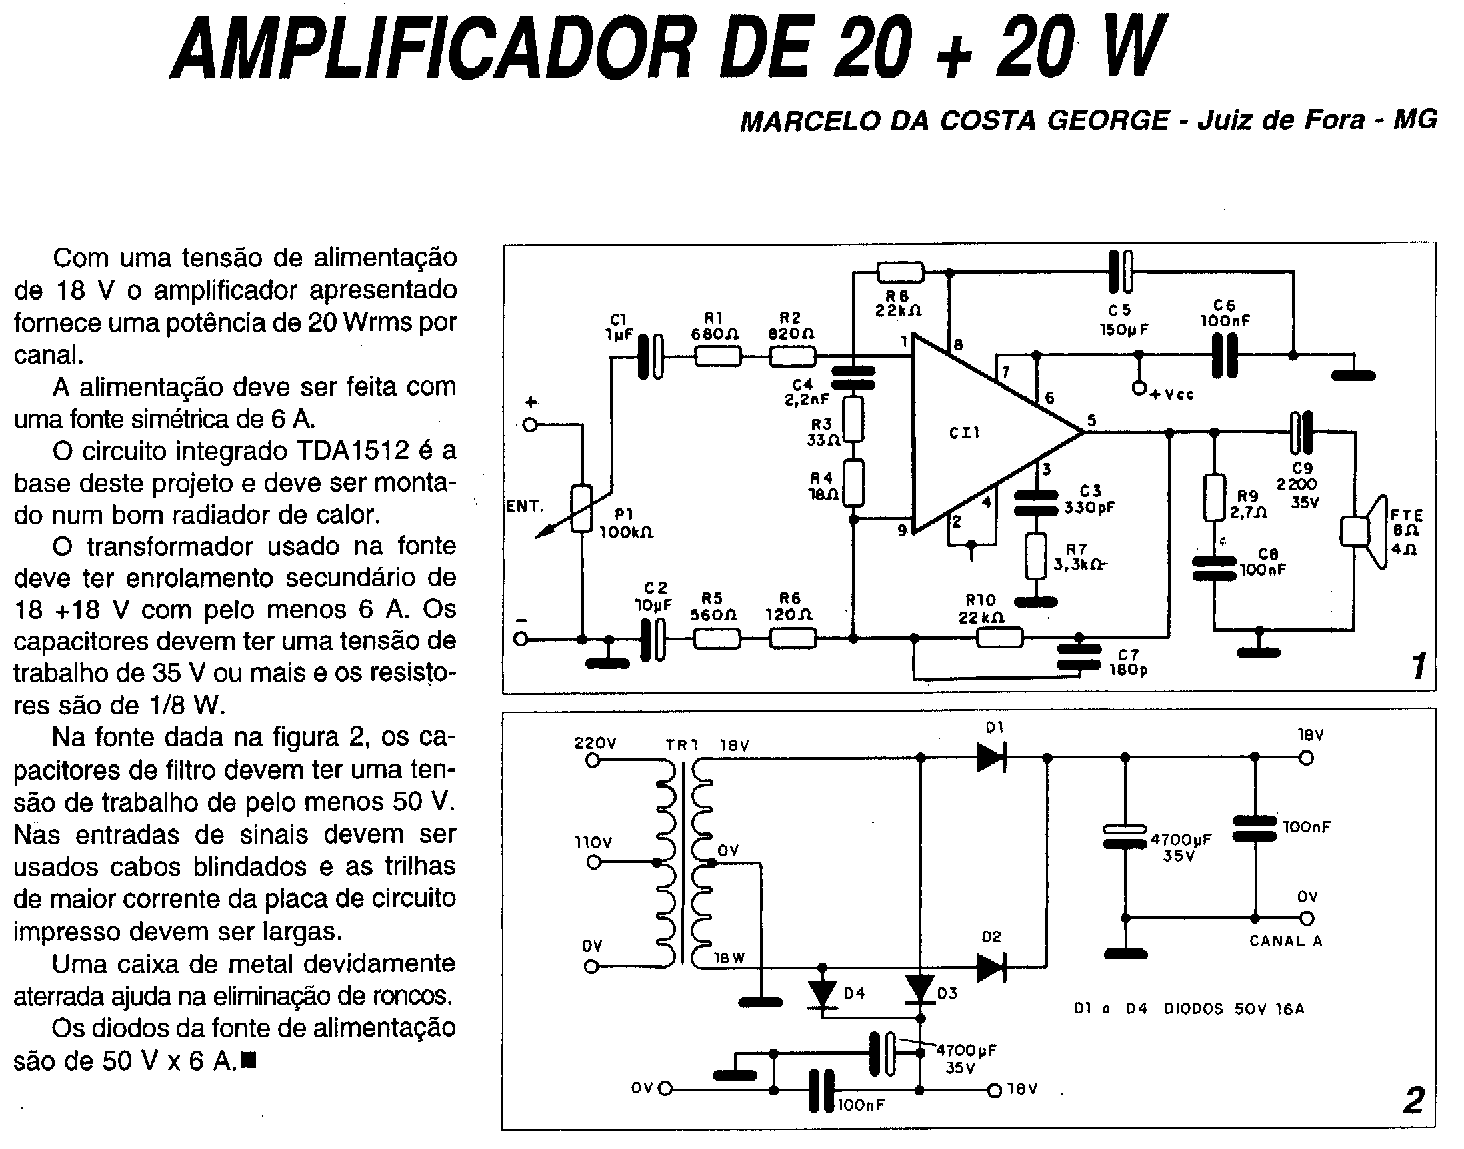 AMPLIFICADOR DE 20 + 20 W
MARCELO DA COSTA GEORGE - Juiz de Fora - MG
Com uma tensão de alimentação
de 18 V o amplificador apresentado
fornece uma potência de 20 Wrms por
canal.
A alimentação deve ser feita com
uma fonte simétrica de 6 A.
O circuito integrado TDA1512 é a
base deste projeto e deve ser monta-
do num bom radiador de calor.
O transformador usado na fonte
deve ter enrolamento secundário de
18 +18 V com pelo menos 6 A. Os
capacitores devem ter uma tensão de
trabalho de 35 V ou mais e os resisto-
res são de 1/8 W.
Na fonte dada na figura 2, os ca-
pacitores de filtro devem ter uma ten-
são de trabalho de pelo menos 50 V.
Nas entradas de sinais devem ser
usados cabos blindados e as trilhas
de maior corrente da placa de circuito
impresso devem ser largas.
Uma caixa de metal devidamente
aterrada ajuda na eliminação de roncos.
Os diodos da fonte de alimentação
são de 50 V x 6 A.■
+
ENT.
P1
100kΩ
-
C1
1µF
R1
680Ω
R2
820Ω
R8
22kΩ
C4
2,2nF
R3
33Ω
R4
18Ω
C2
10µF
R5
560Ω
R6
120Ω
CI1
1
8
7
6
5
3
4
2
9
C5
150µF
C6
100nF
+Vcc
C3
330pF
R7
3,3kΩ
R10
22kΩ
C7
180p
R9
2,7Ω
C8
100nF
C9
2200
35V
FTE
8Ω
4Ω
1
220V
110V
0V
TR1
18V
0V
18W
D1
D2
D4
D3
4700µF
35V
100nF
18V
0V
CANAL A
D1 a D4 DIODOS 50V 16A
4700µF
35V
0V
100nF
18V
2